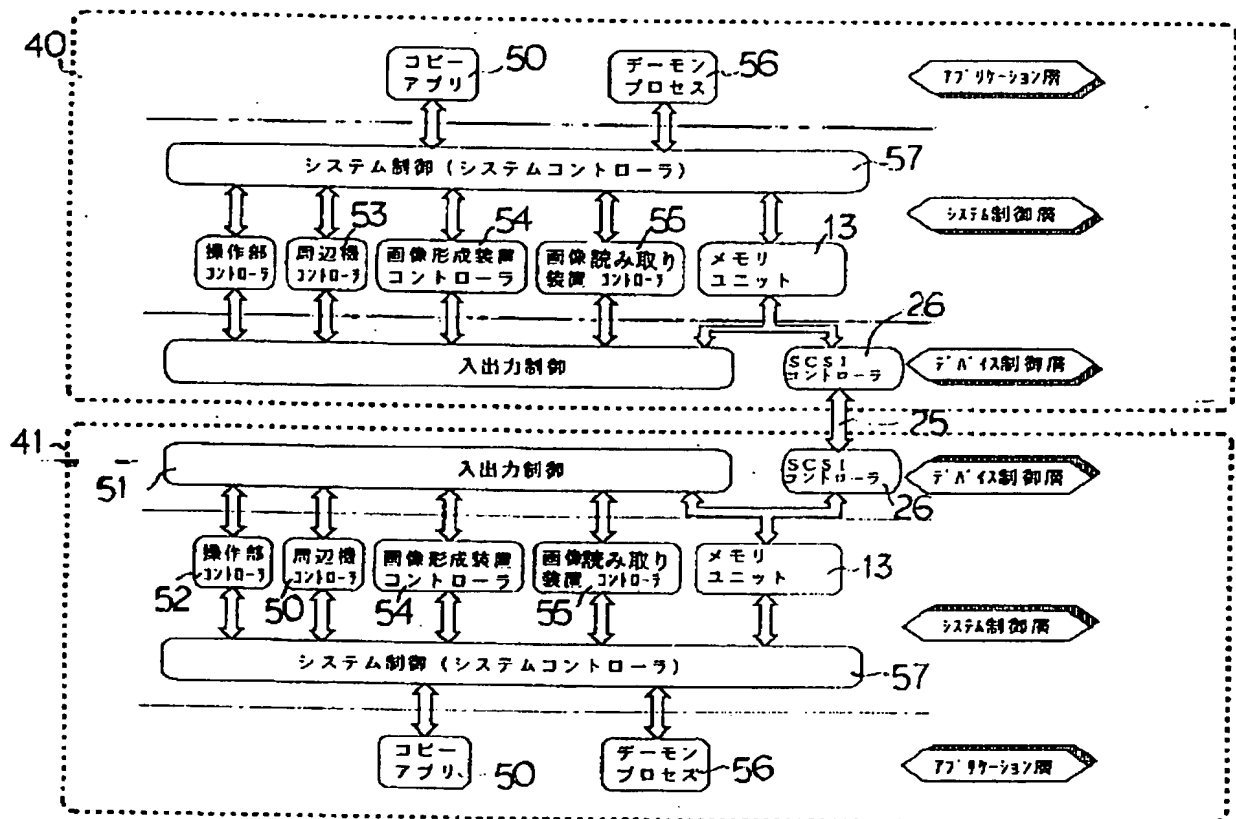 40
コピー
アプリ
50
デーモン
プロセス
56
アプリケーション層
システム制御(システムコントローラ)
57
システム制御層
操作部
コントローラ
周辺機
コントローラ
53
画像形成装置
コントローラ
54
画像読み取り
装置 コントローラ
55
メモリ
ユニット
13
入出力制御
SCSI
コントローラ
26
デバイス制御層
25
41
51
入出力制御
SCSI
コントローラ
26
デバイス制御層
操作部
コントローラ
52
周辺機
コントローラ
50
画像形成装置
コントローラ
54
画像読み取り
装置 コントローラ
55
メモリ
ユニット
13
システム制御層
システム制御(システムコントローラ)
57
コピー
アプリ
50
デーモン
プロセス
56
アプリケーション層